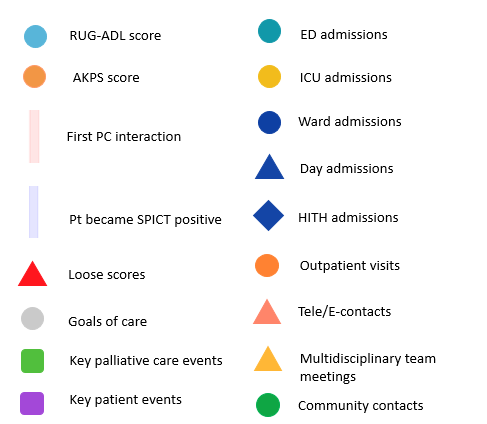 RUG-ADL score
AKPS score
First PC interaction
Pt became SPICT positive
Loose scores
Goals of care
Key palliative care events
Key patient events
ED admissions
ICU admissions
Ward admissions
Day admissions
HITH admissions
Outpatient visits
Tele/E-contacts
Multidisciplinary team
meetings
Community contacts